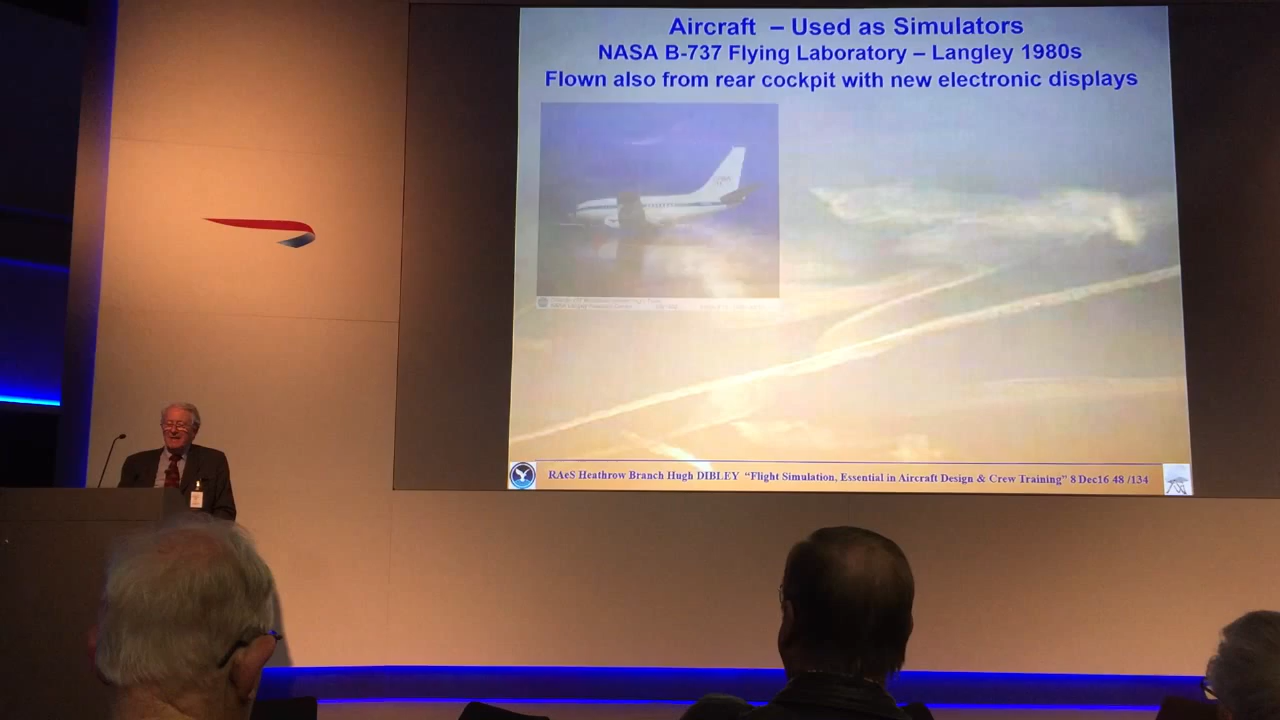 Aircraft – Used as Simulators
NASA B-737 Flying Laboratory – Langley 1980s
Flown also from rear cockpit with new electronic displays
RAeS Heathrow Branch Hugh DIBLEY “Flight Simulation, Essential in Aircraft Design & Crew Training” 8 Dec16 48 /134